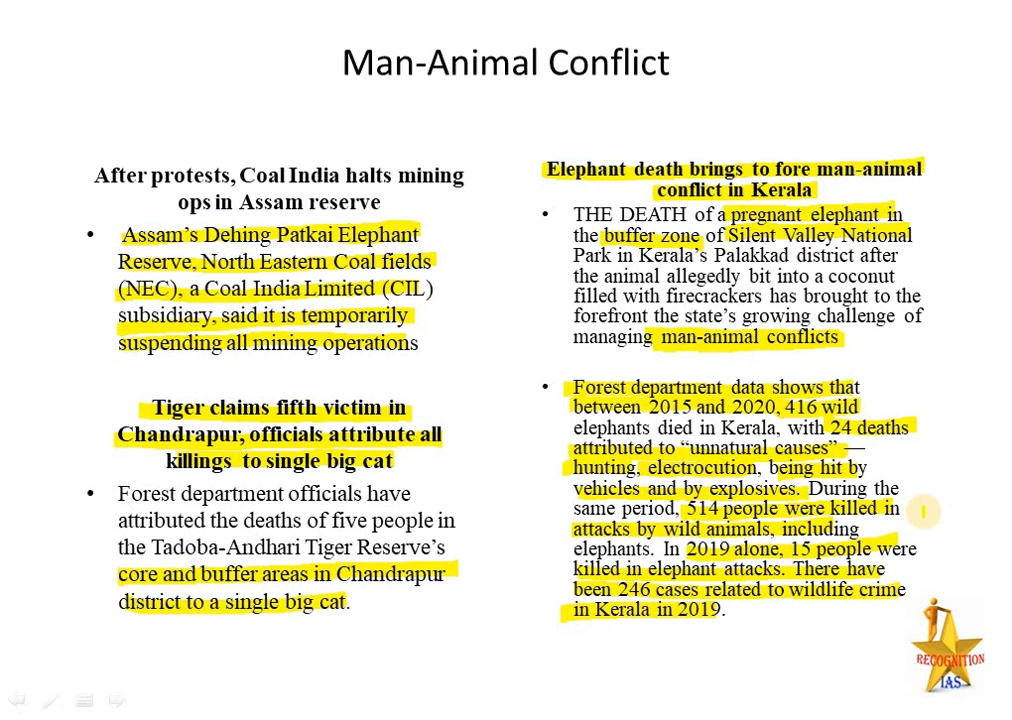 Man-Animal Conflict
After protests, Coal India halts mining
ops in Assam reserve
• Assam's Dehing Patkai Elephant
Reserve, North Eastern Coal fields
(NEC), a Coal India Limited (CIL)
subsidiary, said it is temporarily
suspending all mining operations
Tiger claims fifth victim in
Chandrapur, officials attribute all
killings to single big cat
• Forest department officials have
attributed the deaths of five people in
the Tadoba-Andhari Tiger Reserve's
core and buffer areas in Chandrapur
district to a single big cat.
Elephant death brings to fore man-animal
conflict in Kerala
• THE DEATH of a pregnant elephant in
the buffer zone of Silent Valley National
Park in Kerala's Palakkad district after
the animal allegedly bit into a coconut
filled with firecrackers has brought to the
forefront the state's growing challenge of
managing man-animal conflicts
• Forest department data shows that
between 2015 and 2020, 416 wild
elephants died in Kerala, with 24 deaths
attributed to “unnatural causes” —
hunting, electrocution, being hit by
vehicles and by explosives. During the
same period, 514 people were killed in
attacks by wild animals, including
elephants. In 2019 alone, 15 people were
killed in elephant attacks. There have
been 246 cases related to wildlife crime
in Kerala in 2019.
RECOGNITION
IAS